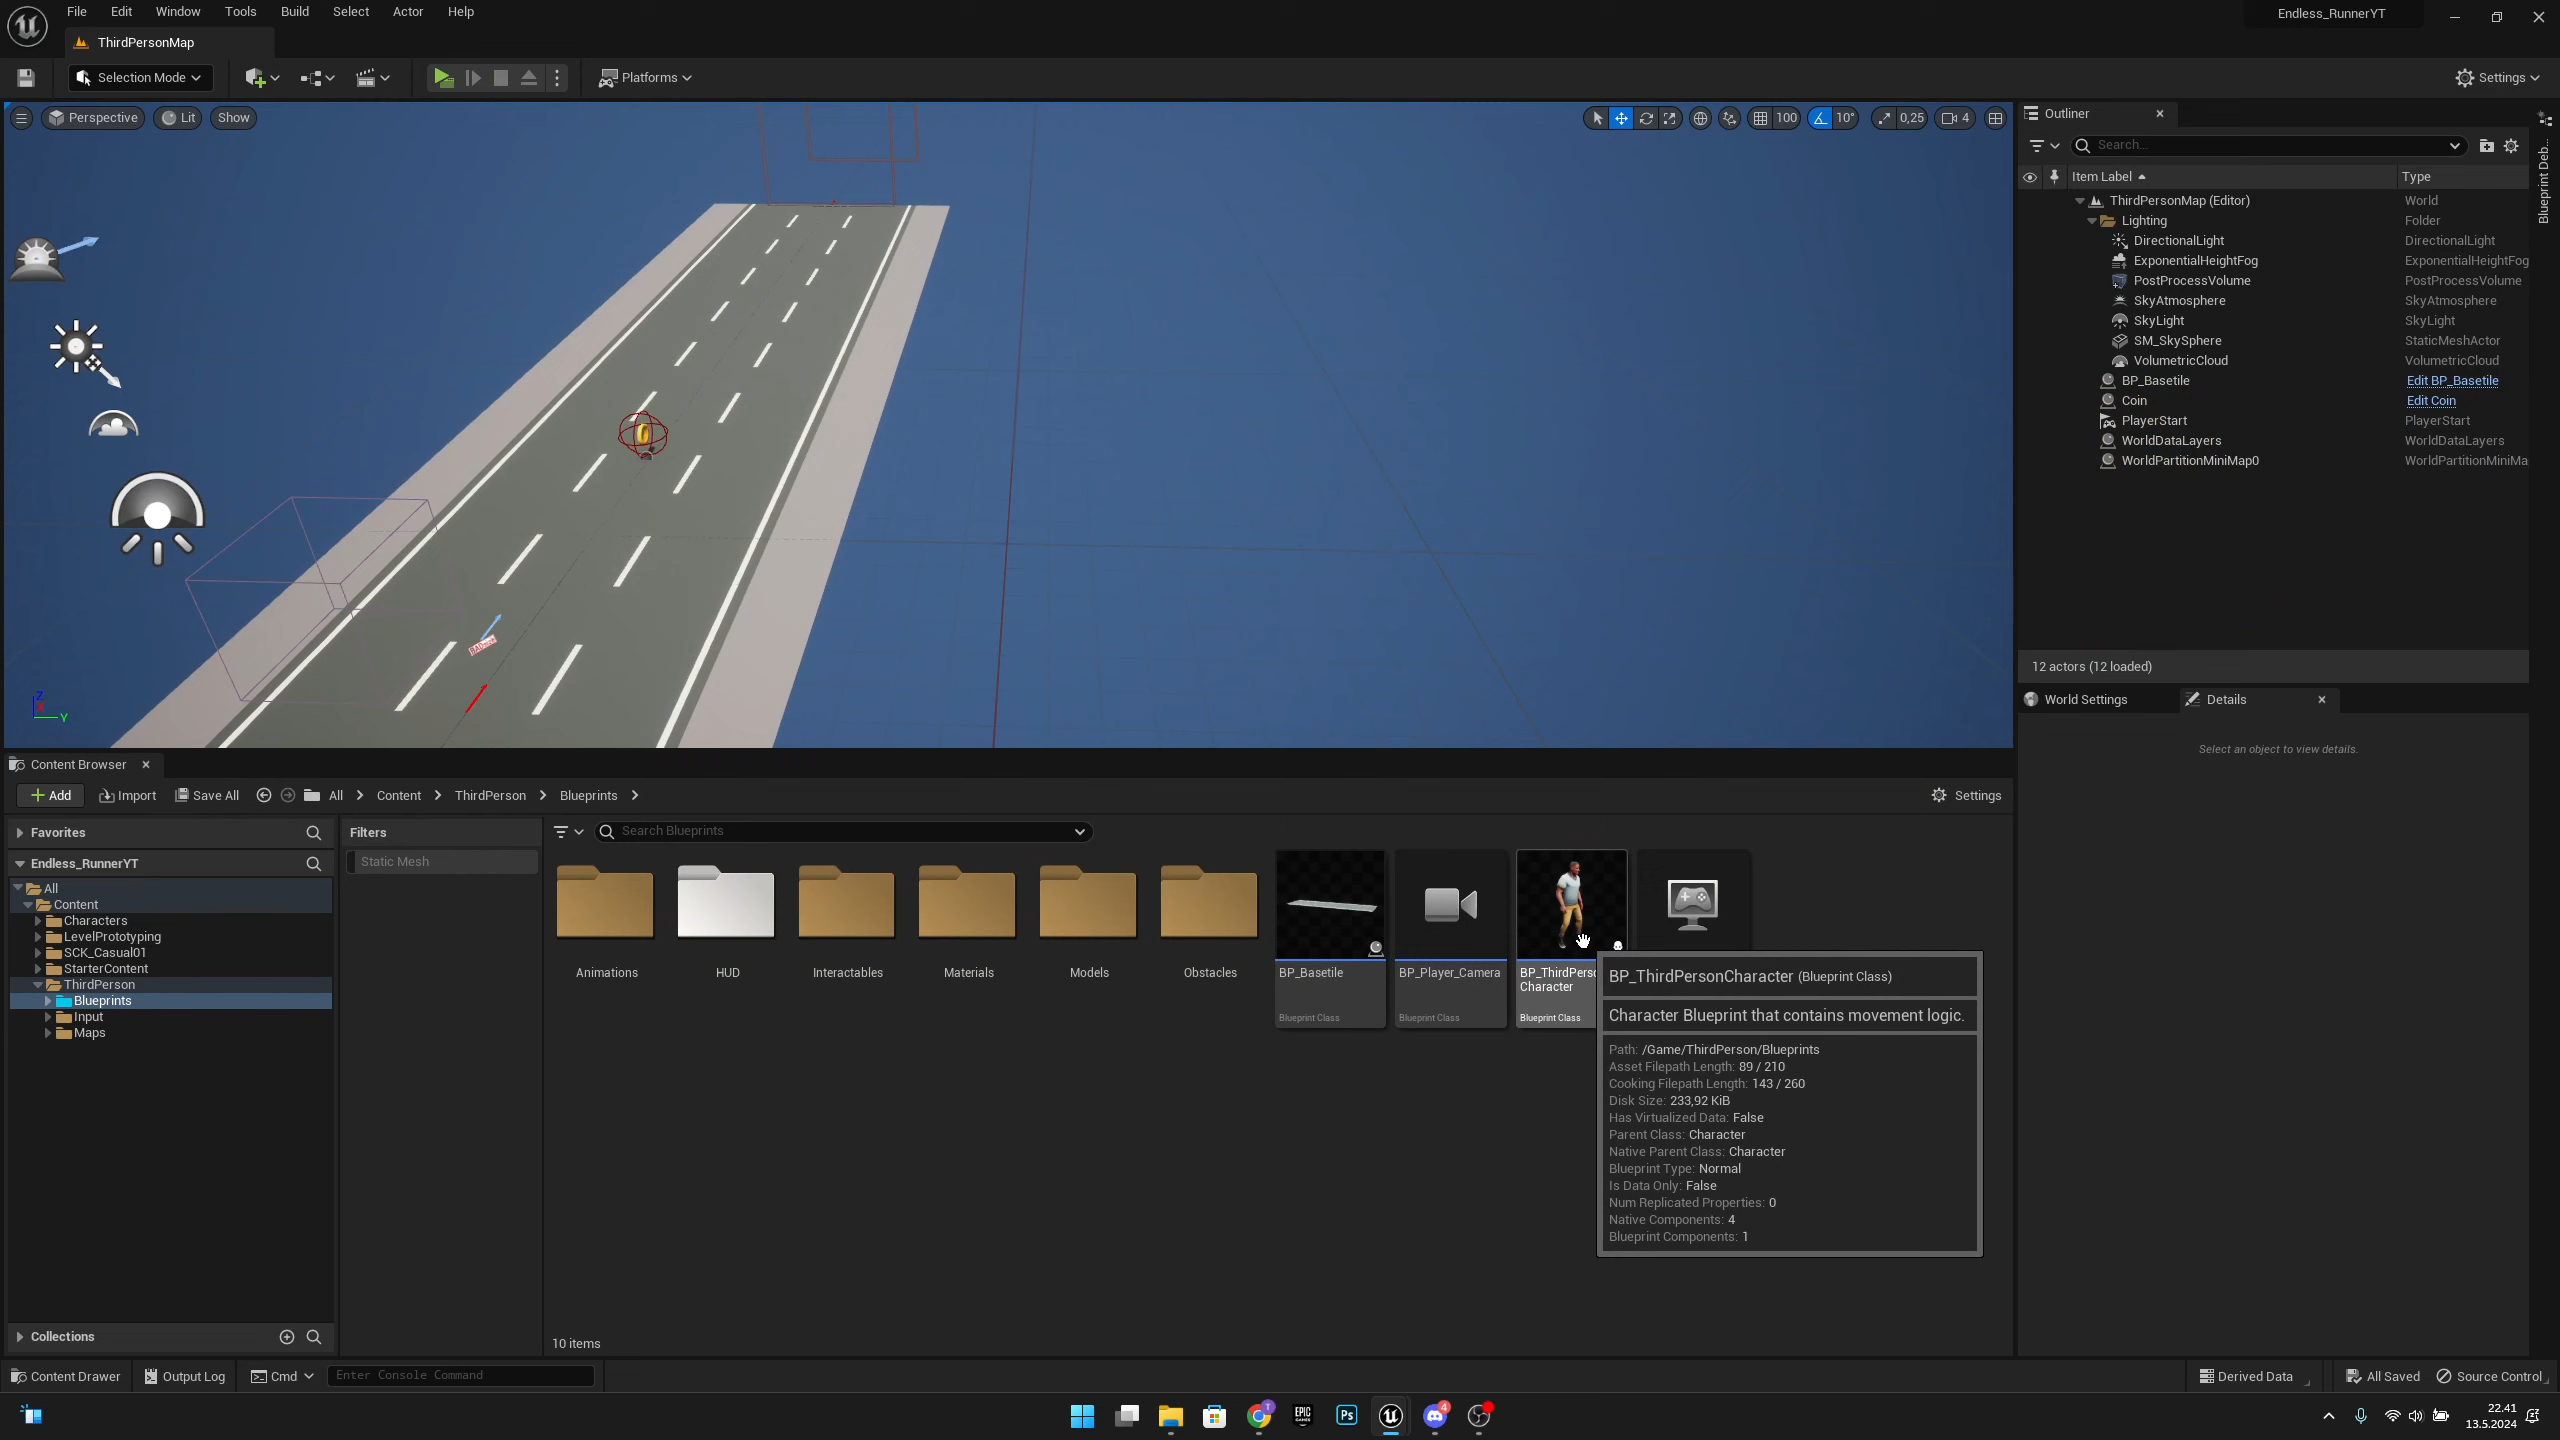 File Edit Window Tools Build Select Actor Help
Endless_RunnerYT
ThirdPersonMap
Selection Mode
Platforms
Settings
Perspective
Lit
Show
100
10°
0,25
4
Outliner
Search...
Item Label
Type
ThirdPersonMap (Editor) World
Lighting Folder
DirectionalLight DirectionalLight
ExponentialHeightFog ExponentialHeightFog
PostProcessVolume PostProcessVolume
SkyAtmosphere SkyAtmosphere
SkyLight SkyLight
SM_SkySphere StaticMeshActor
VolumetricCloud VolumetricCloud
BP_Basetile Edit BP_Basetile
Coin Edit Coin
PlayerStart PlayerStart
WorldDataLayers WorldDataLayers
WorldPartitionMiniMap0 WorldPartitionMiniMa
Blueprint Deb...
12 actors (12 loaded)
World Settings
Details
Select an object to view details.
Z
Y
Content Browser
Add
Import
Save All
All
Content
ThirdPerson
Blueprints
Settings
Favorites
Filters
Search Blueprints
Endless_RunnerYT
Static Mesh
All
Content
Characters
LevelPrototyping
SCK_Casual01
StarterContent
ThirdPerson
Blueprints
Input
Maps
Animations
HUD
Interactables
Materials
Models
Obstacles
BP_Basetile
Blueprint Class
BP_Player_Camera
Blueprint Class
BP_ThirdPerso
Character
Blueprint Class
BP_ThirdPersonCharacter (Blueprint Class)
Character Blueprint that contains movement logic.
Path: /Game/ThirdPerson/Blueprints
Asset Filepath Length: 89 / 210
Cooking Filepath Length: 143 / 260
Disk Size: 233,92 KiB
Has Virtualized Data: False
Parent Class: Character
Native Parent Class: Character
Blueprint Type: Normal
Is Data Only: False
Num Replicated Properties: 0
Native Components: 4
Blueprint Components: 1
Collections
10 items
Content Drawer
Output Log
Cmd
Enter Console Command
Derived Data
All Saved
Source Control
T
EPIC
GAMES
Ps
4
22.41
13.5.2024